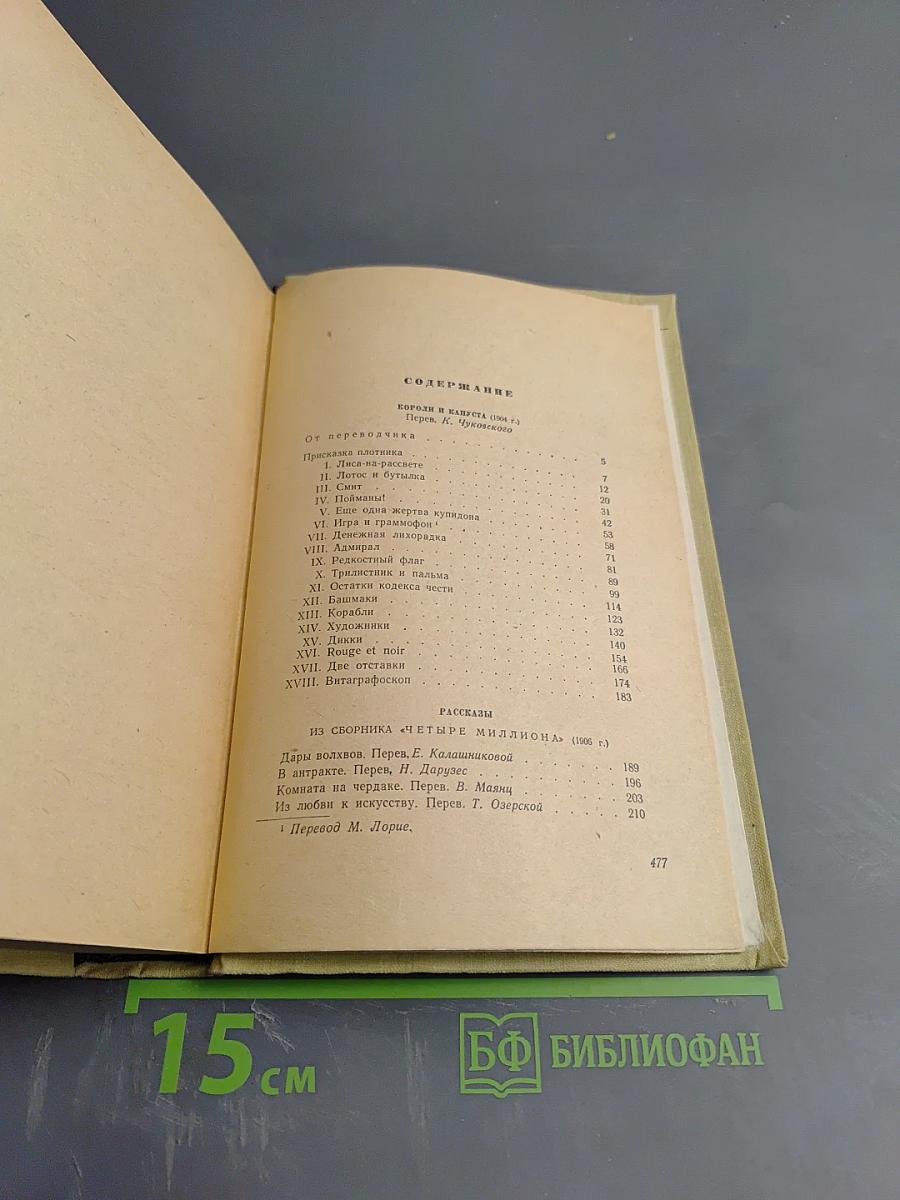 СОДЕРЖАНИЕ
КОРОЛИ И КАПУСТА (1904 г.)
Перев. К. Чуковского
От переводчика . . . . . . 5
Присказка плотника . . . . . . 7
I. Лиса-на-рассвете . . . . . . 12
II. Лотос и бутылка . . . . . . 20
III. Смит . . . . . . 31
IV. Пойманы! . . . . . . 42
V. Еще одна жертва купидона . . . . . . 53
VI. Игра и граммофон ¹ . . . . . . 58
VII. Денежная лихорадка . . . . . . 71
VIII. Адмирал . . . . . . 81
IX. Редкостный флаг . . . . . . 89
X. Трилистник и пальма . . . . . . 99
XI. Остатки кодекса чести . . . . . . 114
XII. Башмаки . . . . . . 123
XIII. Корабли . . . . . . 132
XIV. Художники . . . . . . 140
XV. Дикки . . . . . . 154
XVI. Rouge et noir . . . . . . 166
XVII. Две отставки . . . . . . 174
XVIII. Витаграфоскоп . . . . . . 183
РАССКАЗЫ
ИЗ СБОРНИКА «ЧЕТЫРЕ МИЛЛИОНА» (1906 г.)
Дары волхвов. Перев. Е. Калашниковой . . . . . . 189
В антракте. Перев. Н. Дарузес . . . . . . 196
Комната на чердаке. Перев. В. Маянц . . . . . . 203
Из любви к искусству. Перев. Т. Озерской . . . . . 210
¹ Перевод М. Лорие.
477
15 см
БФ БИБЛИОФАН